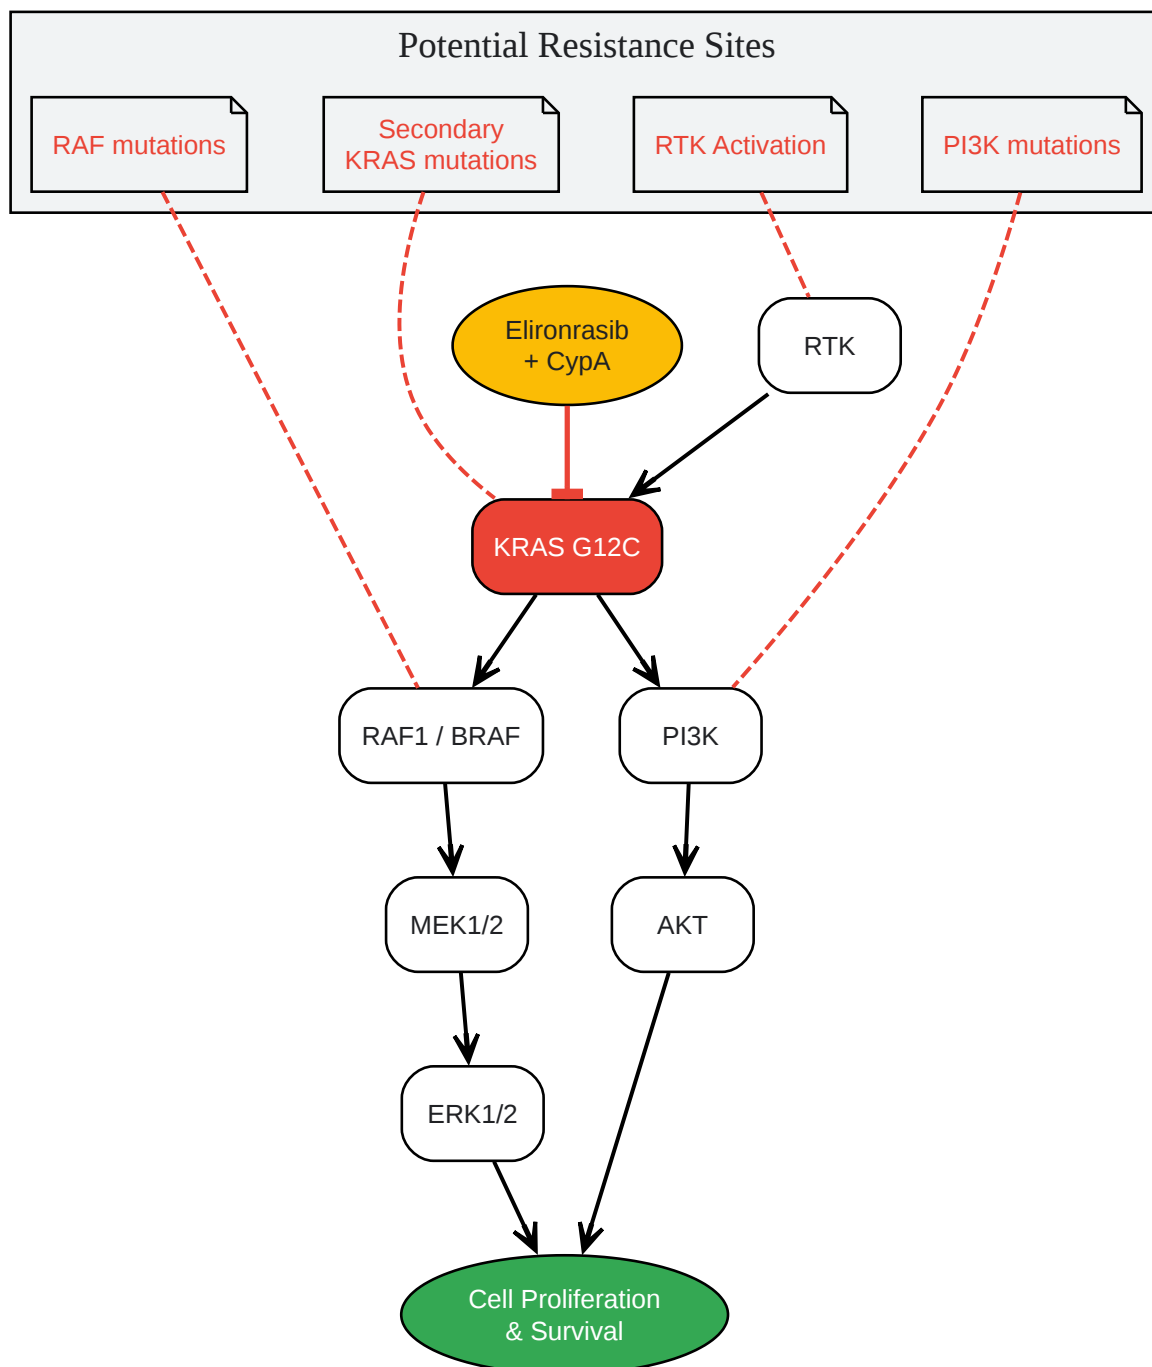 Potential Resistance Sites
RAF mutations
Secondary
KRAS mutations
RTK Activation
PI3K mutations
Elironrasib
+ CypA
RTK
KRAS G12C
RAF1 / BRAF
PI3K
MEK1/2
AKT
ERK1/2
Cell Proliferation
& Survival